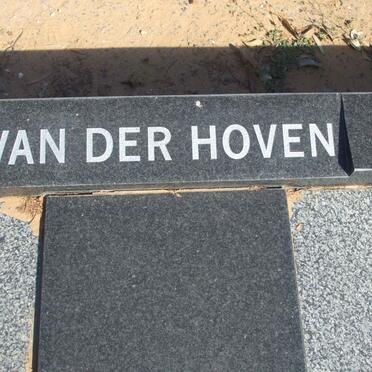 VAN DER HOVEN